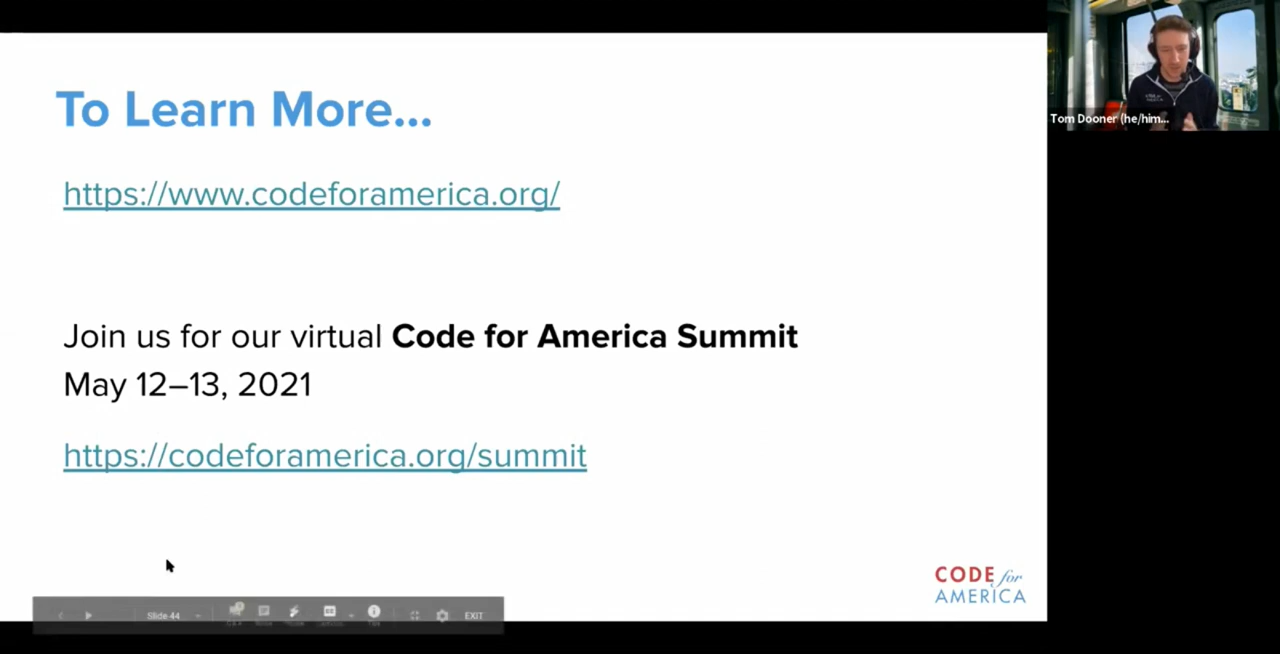 To Learn More...
Tom Dooner (he/him...
https://www.codeforamerica.org/
Join us for our virtual Code for America Summit
May 12–13, 2021
https://codeforamerica.org/summit
CODE for
AMERICA
Slide 44
EXIT